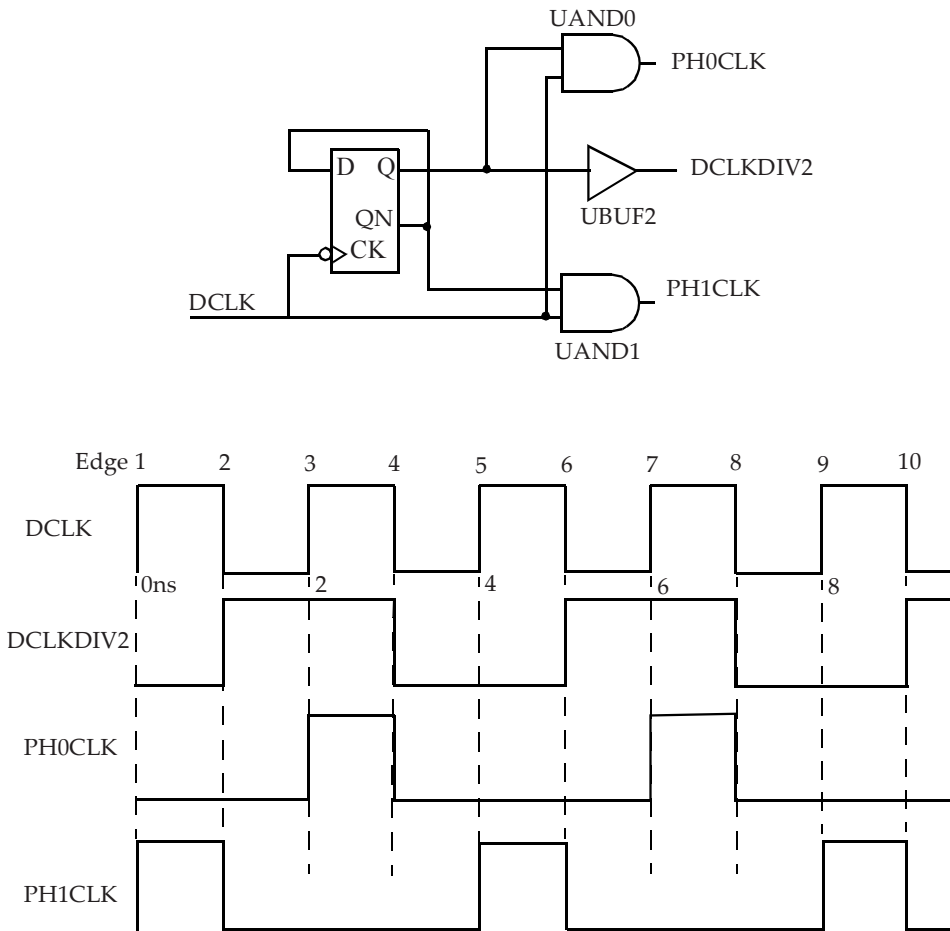 UAND0
PH0CLK
D Q
DCLKDIV2
QN
UBUF2
CK
DCLK
PH1CLK
UAND1
Edge 1 2 3 4 5 6 7 8 9 10
DCLK
0ns 2 4 6 8
DCLKDIV2
PH0CLK
PH1CLK